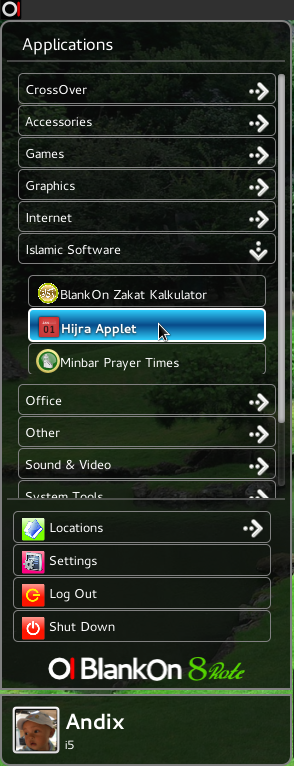 Applications
CrossOver
Accessories
Games
Graphics
Internet
Islamic Software
BlankOn Zakat Kalkulator
01 Hijra Applet
Minbar Prayer Times
Office
Other
Sound & Video
System Tools
Locations
Settings
Log Out
Shut Down
BlankOn 8 Rote
Andix
i5